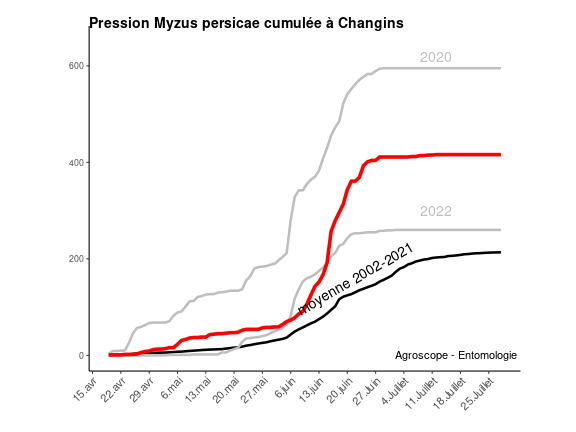 Pression Myzus persicae cumulée à Changins
600
400
200
0
2020
2022
moyenne 2002-2021
Agroscope - Entomologie
15.avr
22.avr
29.avr
6.mai
13.mai
20.mai
27.mai
6.juin
13.juin
20.juin
27.juin
4.Juillet
11.Juillet
18.Juillet
25.Juillet